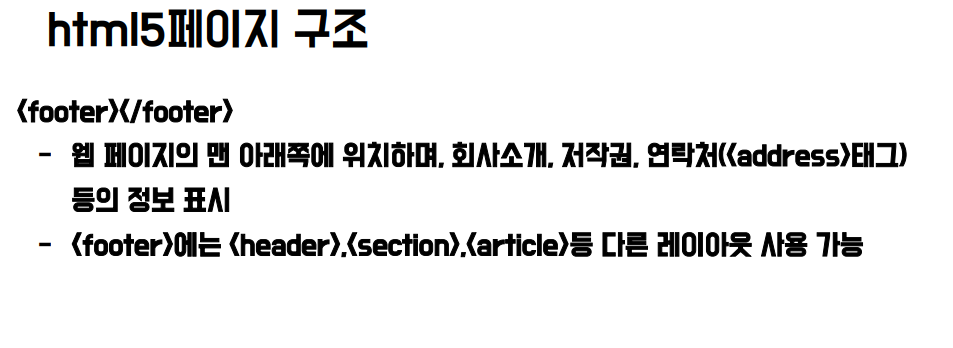 html5페이지 구조
<footer></footer>
- 웹 페이지의 맨 아래쪽에 위치하며, 회사소개, 저작권, 연락처(<address>태그)
등의 정보 표시
- <footer>에는 <header>,<section>,<article>등 다른 레이아웃 사용 가능